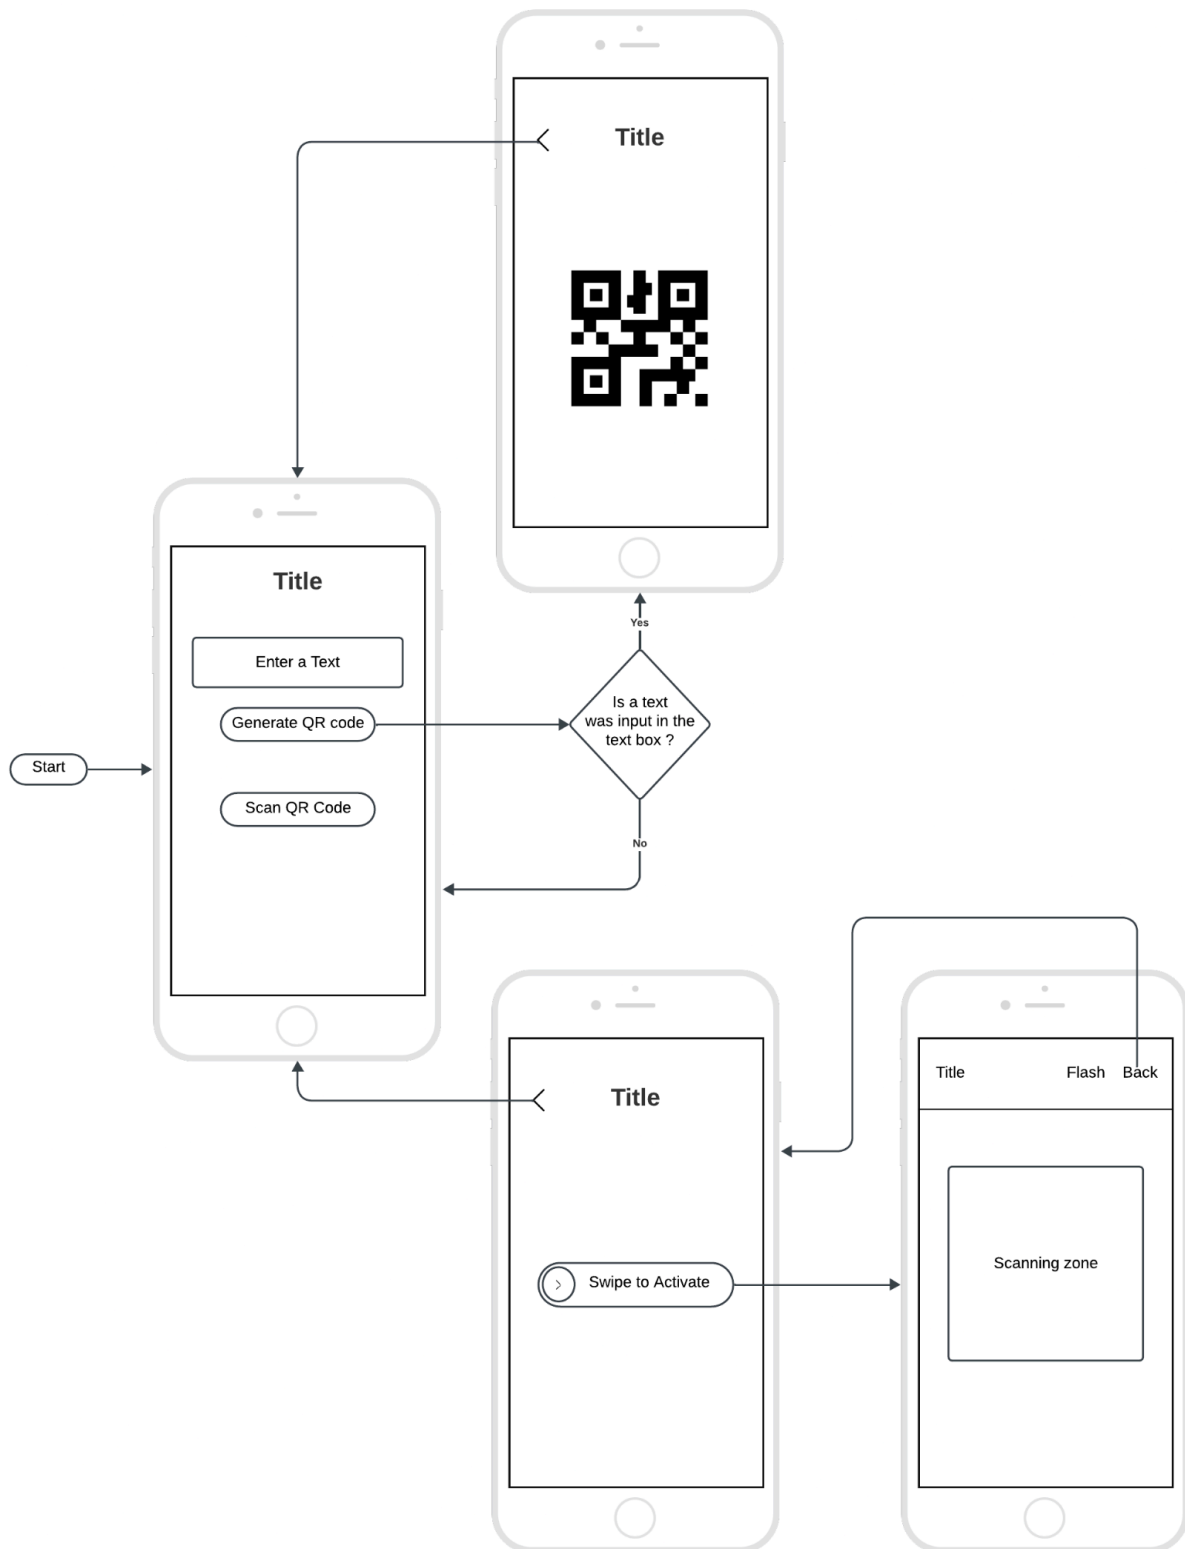 Title
Title
Enter a Text
Generate QR code
Start
Scan QR Code
Yes
Is a text
was input in the
text box ?
No
Title
Swipe to Activate
Title
Flash
Back
Scanning zone